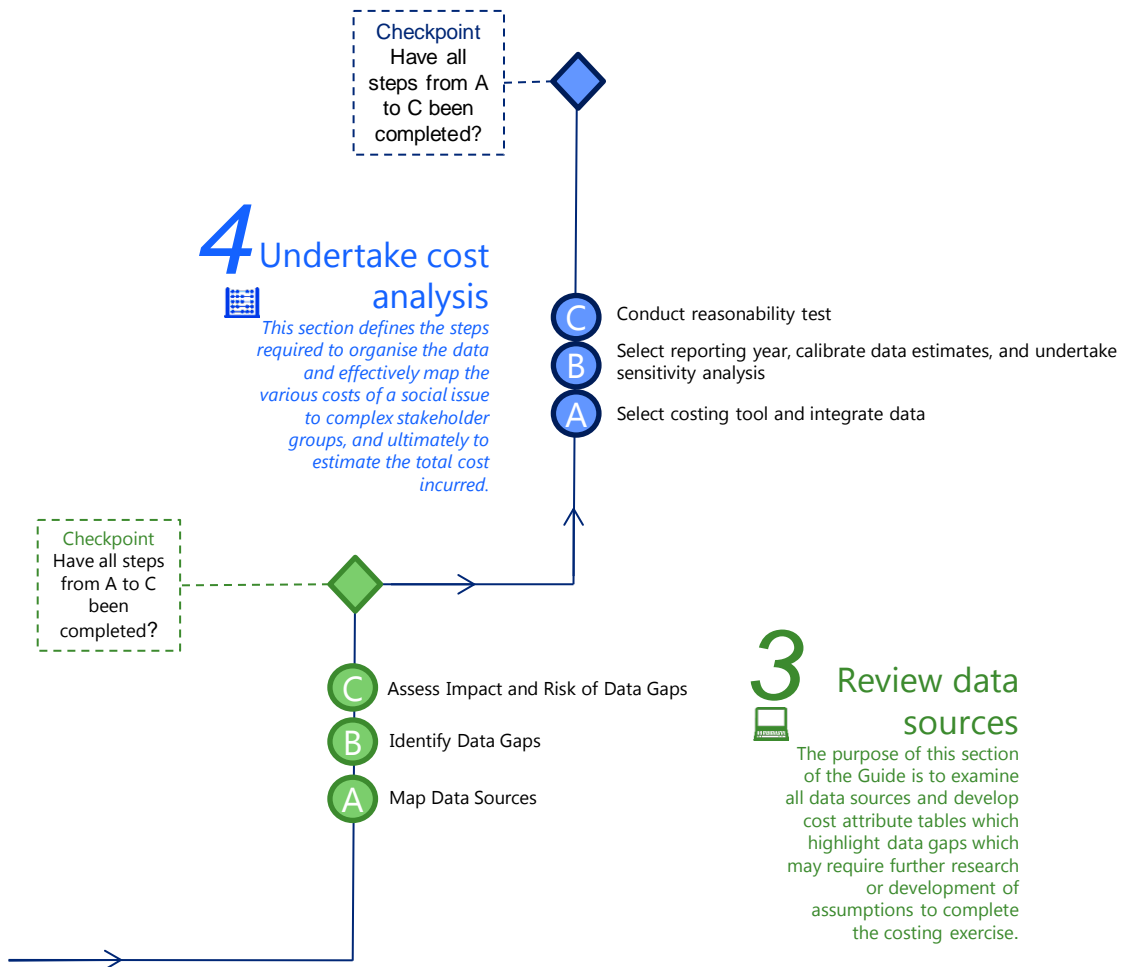 Checkpoint
Have all
steps from A
to C been
completed?
4
Undertake cost
analysis
This section defines the steps
required to organise the data
and effectively map the
various costs of a social issue
to complex stakeholder
groups, and ultimately to
estimate the total cost
incurred.
C
Conduct reasonability test
B
Select reporting year, calibrate data estimates, and undertake
sensitivity analysis
A
Select costing tool and integrate data
Checkpoint
Have all steps
from A to C
been
completed?
C
Assess Impact and Risk of Data Gaps
B
Identify Data Gaps
A
Map Data Sources
3
Review data
sources
The purpose of this section
of the Guide is to examine
all data sources and develop
cost attribute tables which
highlight data gaps which
may require further research
or development of
assumptions to complete
the costing exercise.